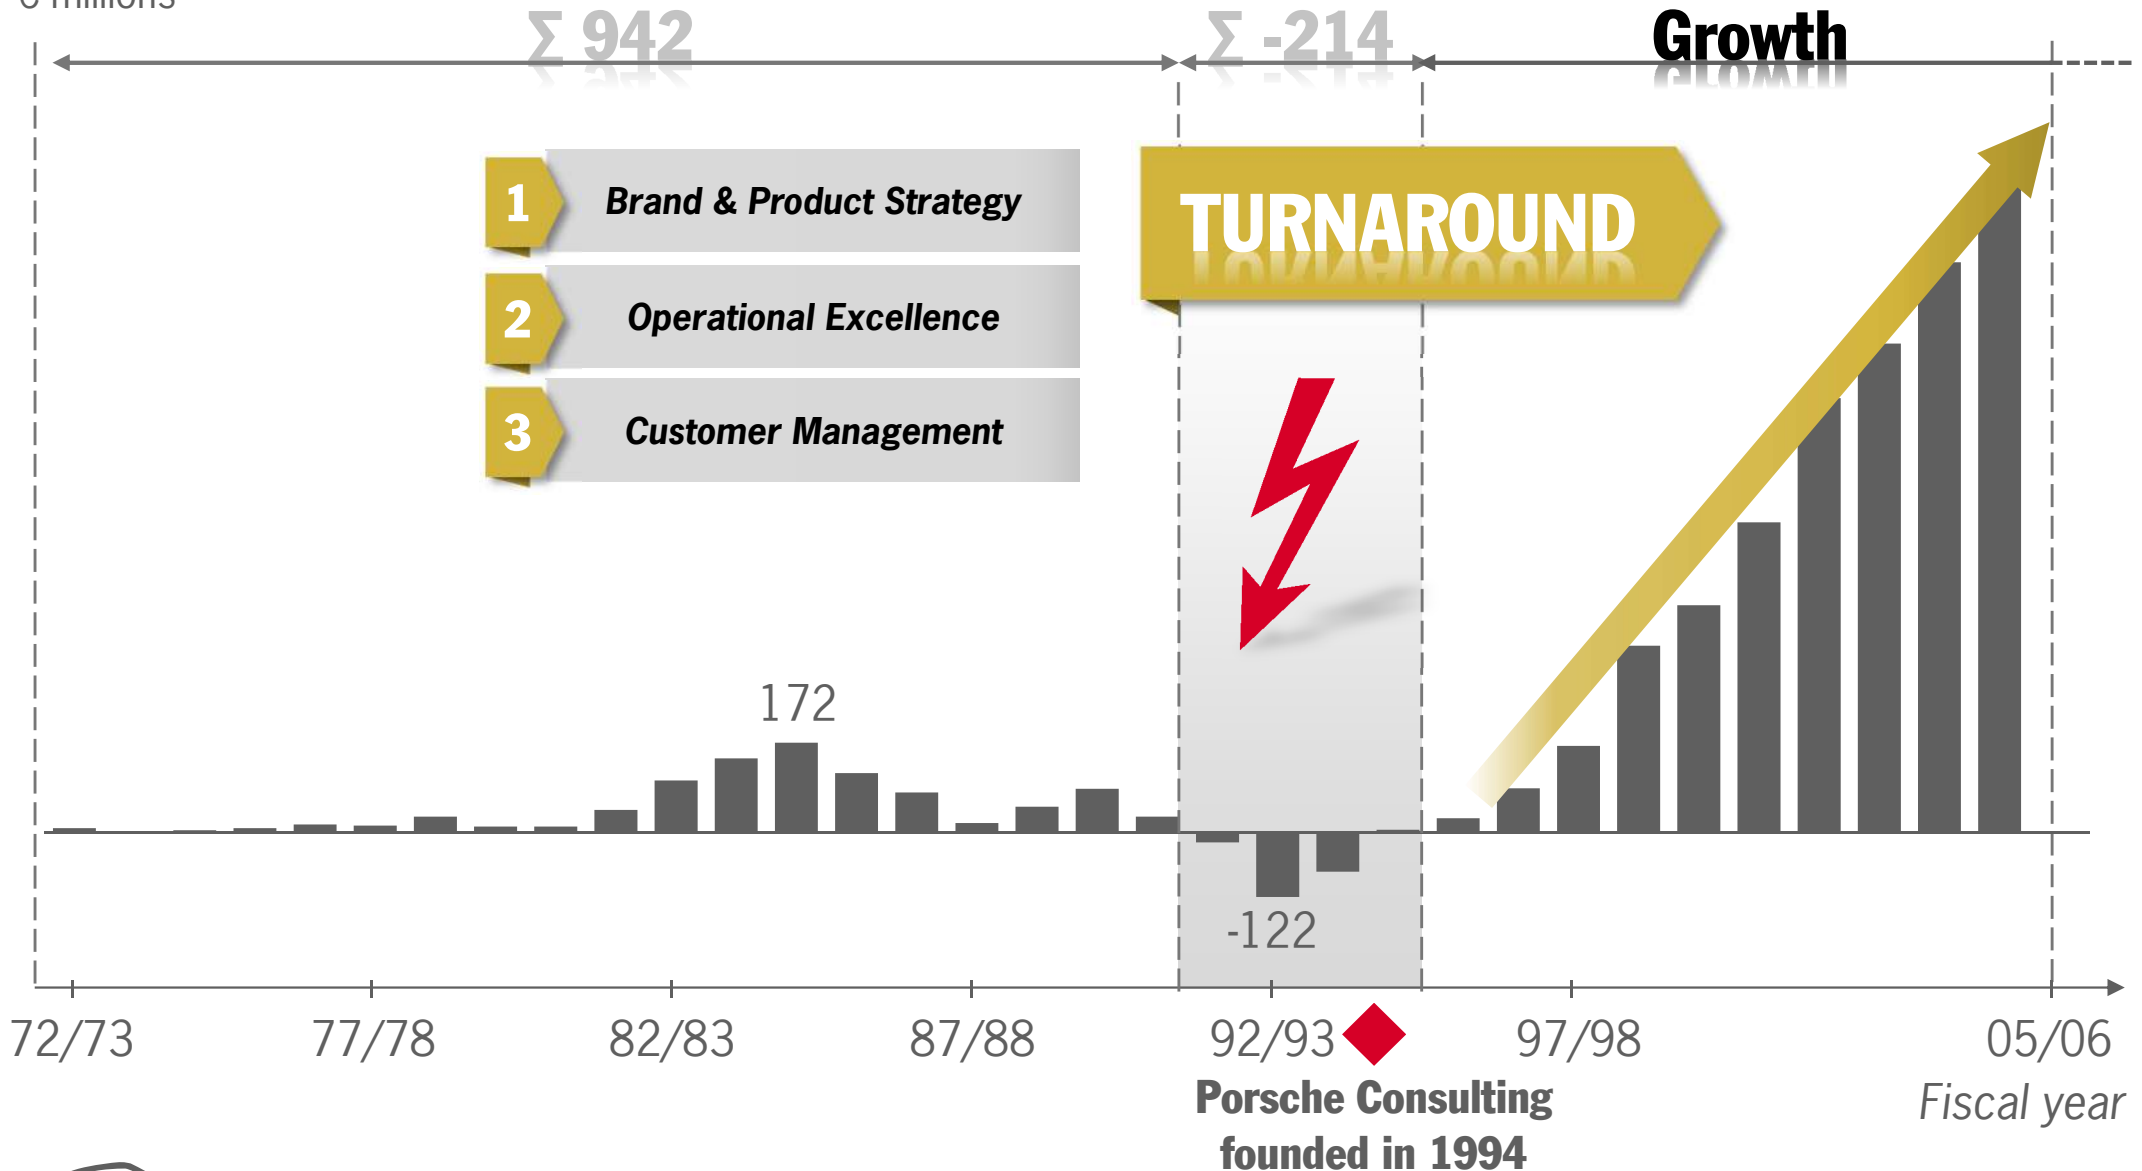 millions
Σ 942
Σ -214
Growth
1 Brand & Product Strategy
2 Operational Excellence
3 Customer Management
TURNAROUND
172
-122
72/73 77/78 82/83 87/88 92/93 97/98 05/06
Fiscal year
Porsche Consulting
founded in 1994